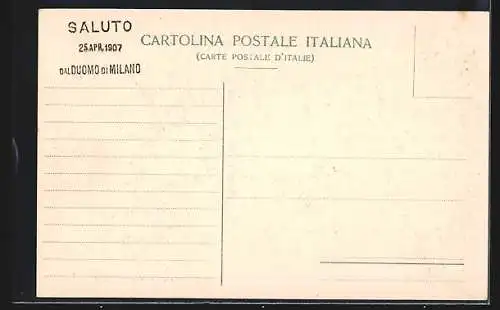 SALUTO
25 APR. 1907
DAL DUOMO DI MILANO
CARTOLINA POSTALE ITALIANA
(CARTE POSTALE D'ITALIE)